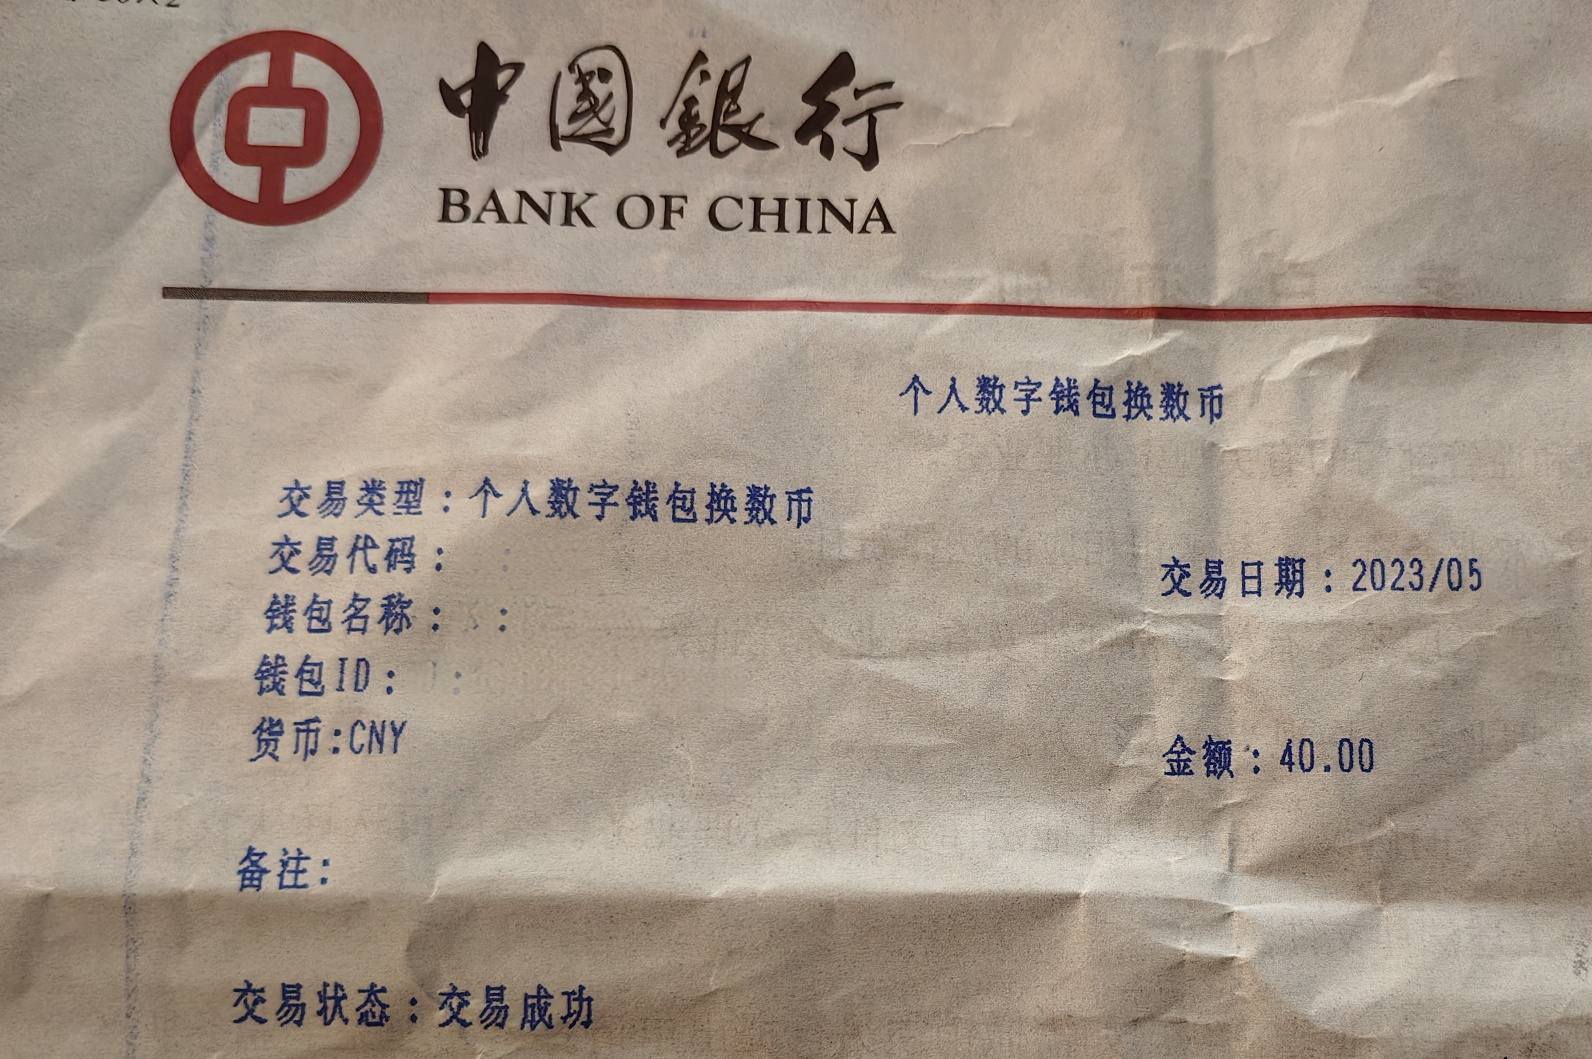 中國銀行
BANK OF CHINA
个人数字钱包换数币
交易类型：个人数字钱包换数币
交易代码：
交易日期：2023/05
钱包名称：
钱包ID：
货币:CNY
金额：40.00
备注:
交易状态：交易成功